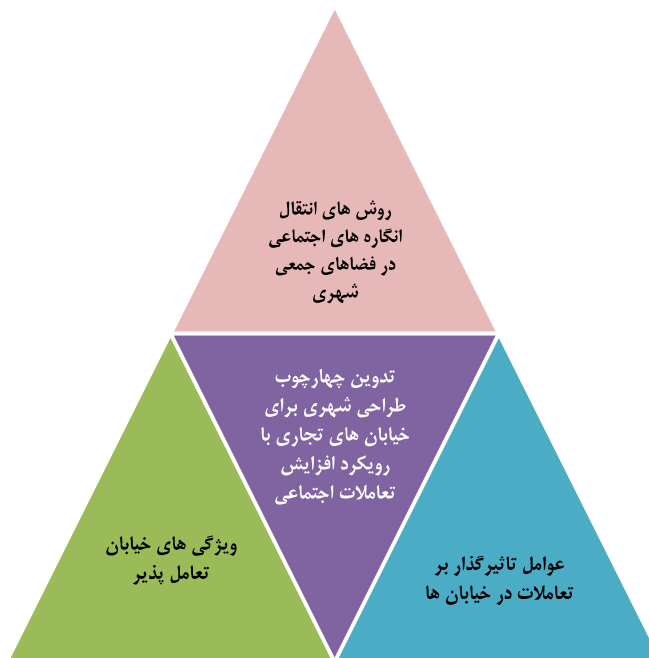 روش های انتقال
انگاره های اجتماعی
در فضاهای جمعی
شهری
تدوین چهارچوب
طراحی شهری برای
خیابان های تجاری با
رویکرد افزایش
تعاملات اجتماعی
عوامل تاثیرگذار بر
تعاملات در خیابان ها
ویژگی های خیابان
تعامل پذیر